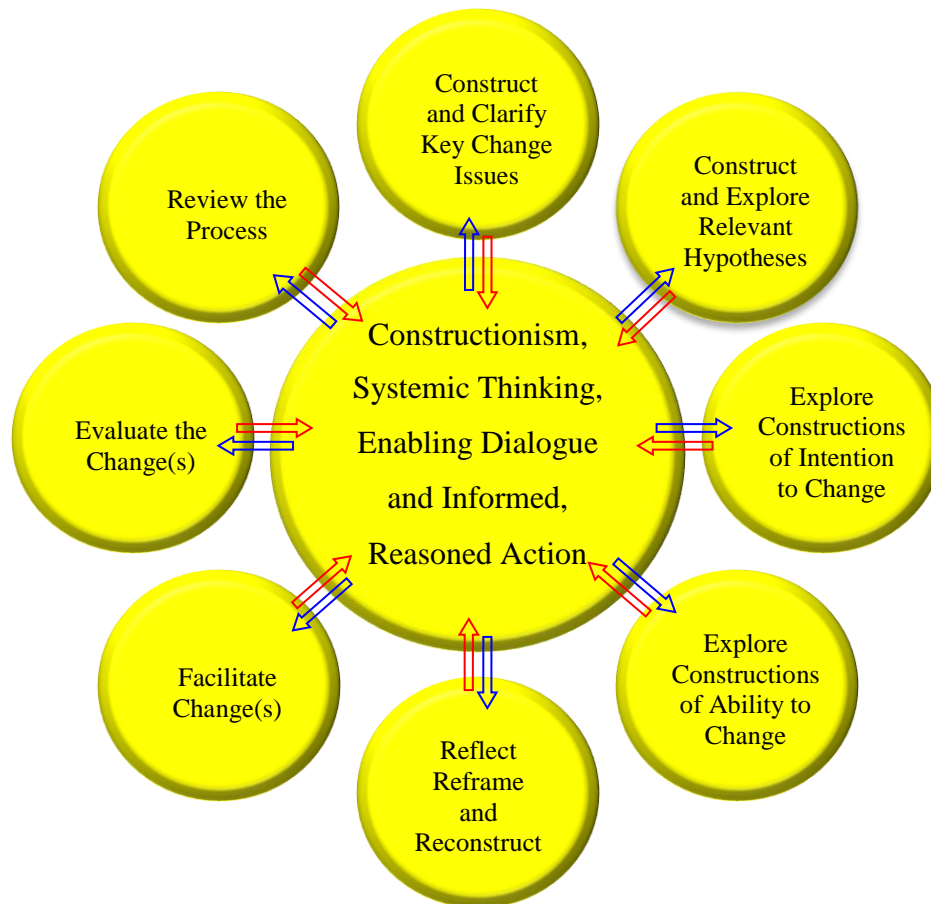 Construct
and Clarify
Key Change
Issues
Construct
and Explore
Relevant
Hypotheses
Explore
Constructions
of Intention
to Change
Explore
Constructions
of Ability to
Change
Reflect
Reframe
and
Reconstruct
Facilitate
Change(s)
Evaluate the
Change(s)
Review the
Process
Constructionism,
Systemic Thinking,
Enabling Dialogue
and Informed,
Reasoned Action